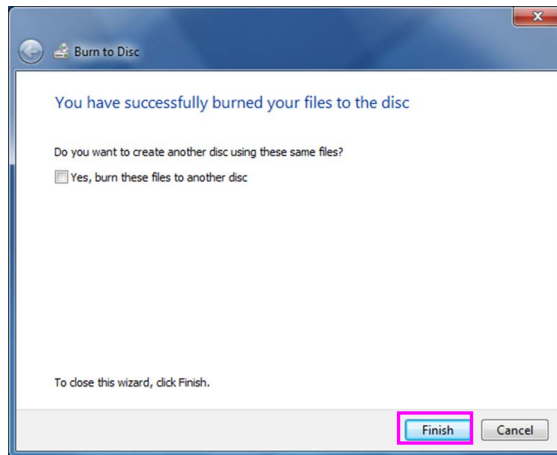 Burn to Disc
You have successfully burned your files to the disc
Do you want to create another disc using these same files?
Yes, burn these files to another disc
To close this wizard, click Finish.
Finish Cancel